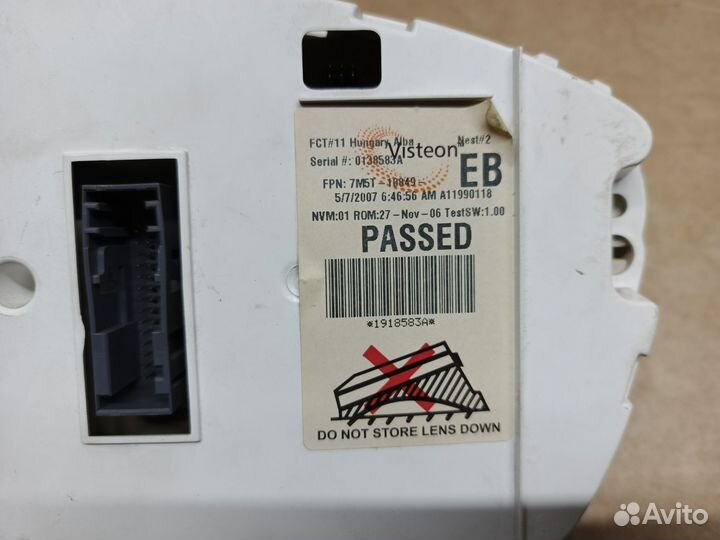 FCT#11 Hungary, Alba Nest#2
Visteon
Serial #: 0138583A
EB
FPN: 7M5T-10849-
5/7/2007 6:46:56 AM A11990118
NVM:01 ROM:27-Nov-06 TestSW:1.00
PASSED
*1918583A*
DO NOT STORE LENS DOWN
Avito